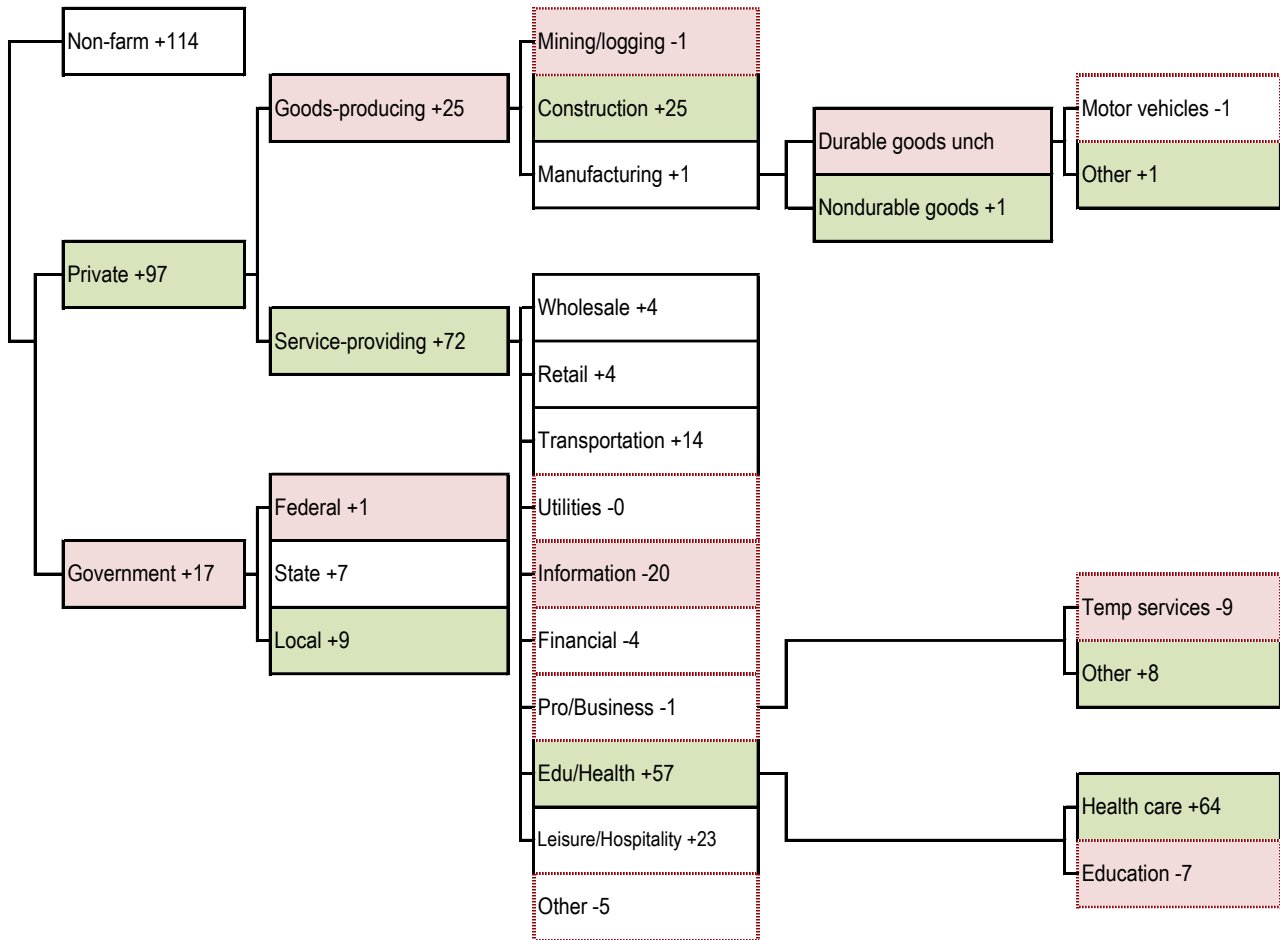 Non-farm +114
Private +97
Government +17
Goods-producing +25
Service-providing +72
Federal +1
State +7
Local +9
Mining/logging -1
Construction +25
Manufacturing +1
Wholesale +4
Retail +4
Transportation +14
Utilities -0
Information -20
Financial -4
Pro/Business -1
Edu/Health +57
Leisure/Hospitality +23
Other -5
Durable goods unch
Nondurable goods +1
Motor vehicles -1
Other +1
Temp services -9
Other +8
Health care +64
Education -7